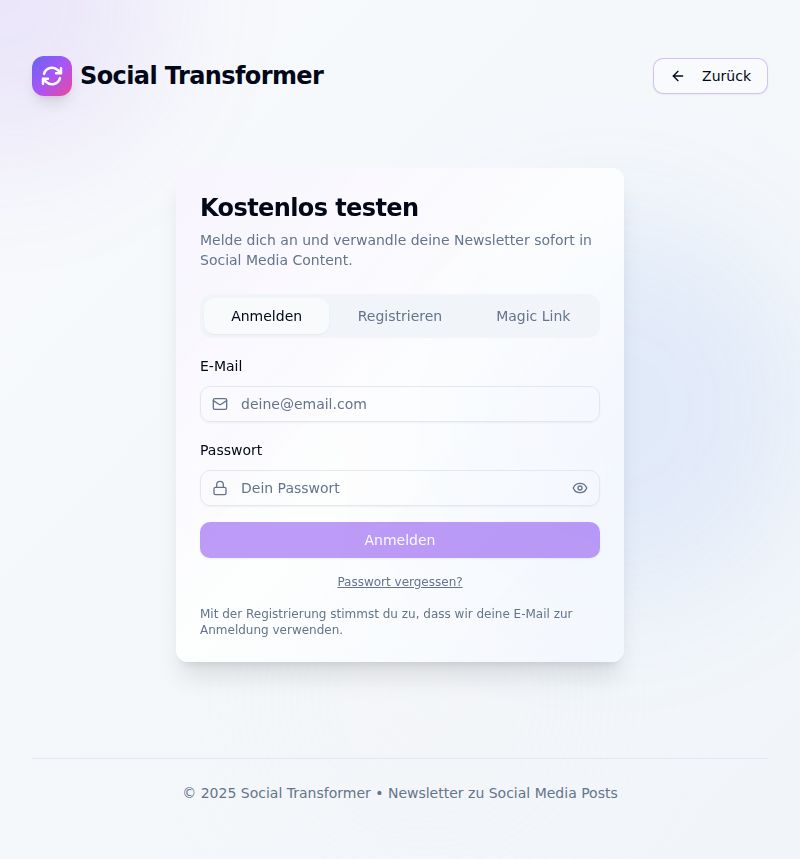 Social Transformer
Zurück
Kostenlos testen
Melde dich an und verwandle deine Newsletter sofort in
Social Media Content.
Anmelden Registrieren Magic Link
E-Mail
deine@email.com
Passwort
Dein Passwort
Anmelden
Passwort vergessen?
Mit der Registrierung stimmst du zu, dass wir deine E-Mail zur
Anmeldung verwenden.
© 2025 Social Transformer • Newsletter zu Social Media Posts